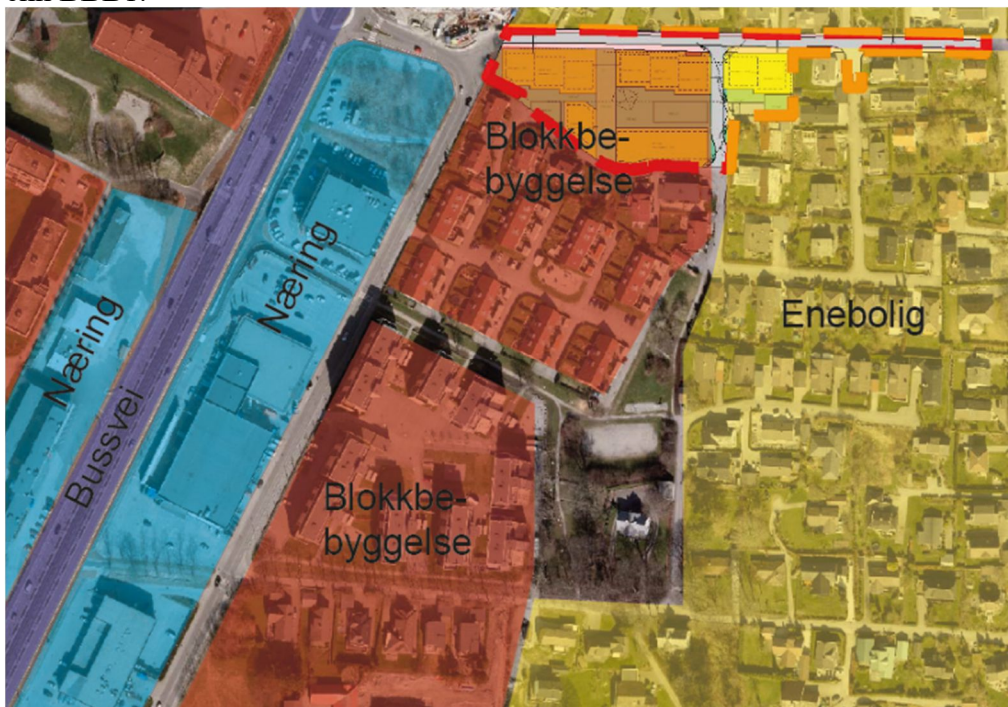 Blokkbe-
byggelse
Næring
Enebolig
Næring
Bussvei
Blokkbe-
byggelse